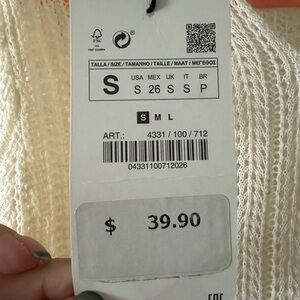 FSC
TALLA / SIZE / TAMANHO / TAILLE / MAAT / ΜΕΓΕΘΟΣ
S
USA MEX UK IT BR
S 26 S S P
S M L
ART.: 4331 / 100 / 712
04331100712026
$ 39.90